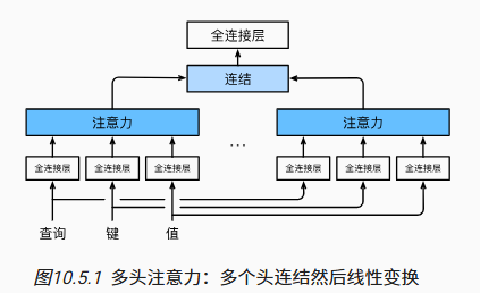 全连接层
连结
注意力
注意力
...
全连接层 全连接层 全连接层 全连接层 全连接层 全连接层
查询 键 值
图10.5.1 多头注意力：多个头连结然后线性变换